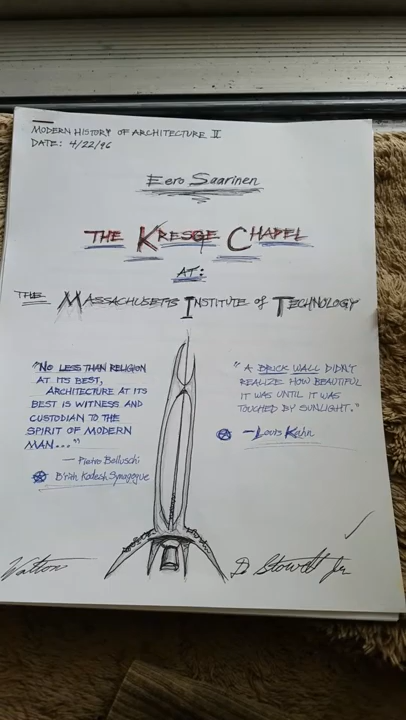 MODERN HISTORY OF ARCHITECTURE II
DATE: 4/22/96
Eero Saarinen
THE KRESGE CHAPEL
AT:
THE MASSACHUSETTS INSTITUTE of TECHNOLOGY
"NO LESS THAN RELIGION
AT ITS BEST,
ARCHITECTURE AT ITS
BEST IS WITNESS AND
CUSTODIAN TO THE
SPIRIT OF MODERN
MAN..."
— Pietro Belluschi
B'rith Kodesh Synagogue
"A BRICK WALL DIDN'T
REALIZE HOW BEAUTIFUL
IT WAS UNTIL IT WAS
TOUCHED BY SUNLIGHT."
— Louis Kahn
Watson
D Stowell Jr